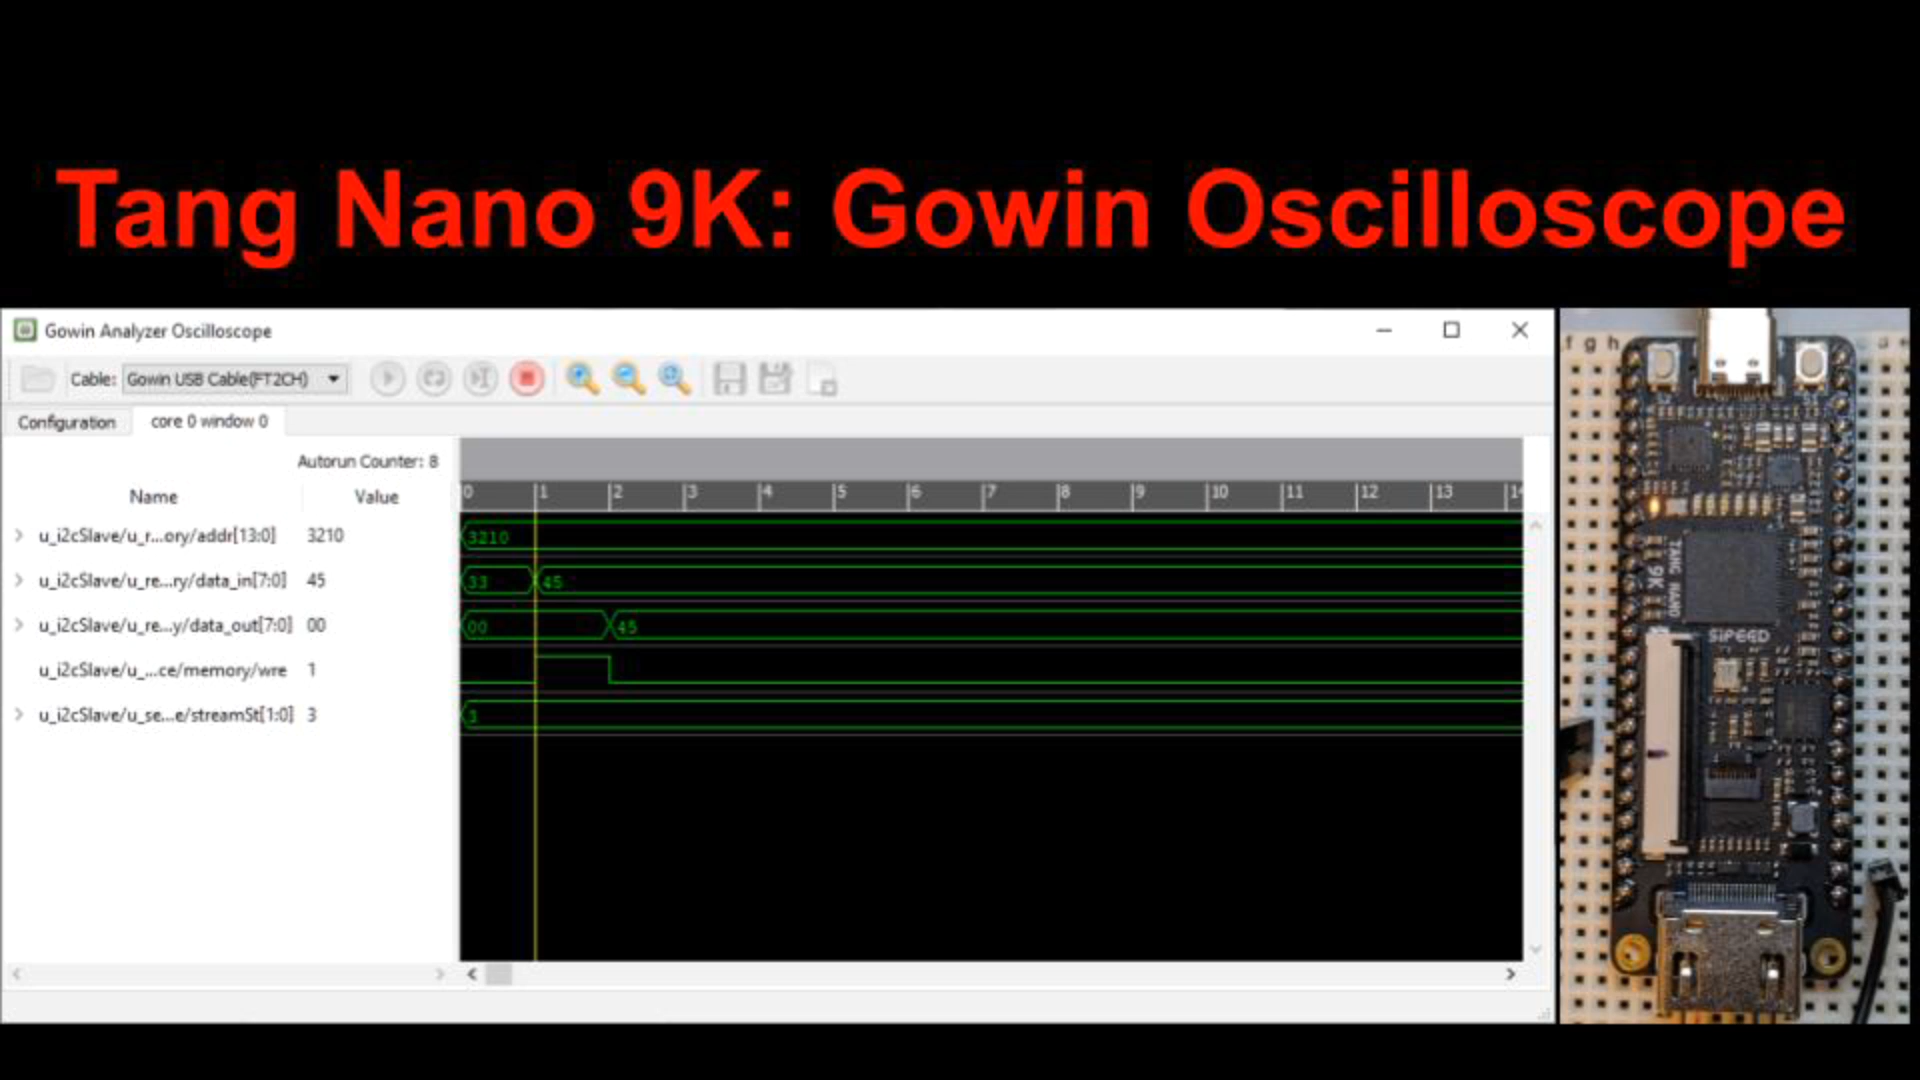 Tang Nano 9K: Gowin Oscilloscope
Gowin Analyzer Oscilloscope
Cable: Gowin USB Cable(FT2CH)
Configuration core 0 window 0
Autorun Counter: 8
Name Value
0 1 2 3 4 5 6 7 8 9 10 11 12 13 14
u_i2cSlave/u_r...ory/addr[13:0] 3210 3210
u_i2cSlave/u_re...ry/data_in[7:0] 45 33 45
u_i2cSlave/u_re...y/data_out[7:0] 00 00 45
u_i2cSlave/u_...ce/memory/wre 1
u_i2cSlave/u_se...e/streamSt[1:0] 3 3
f g h
TANG NANO
9K
SiPEED